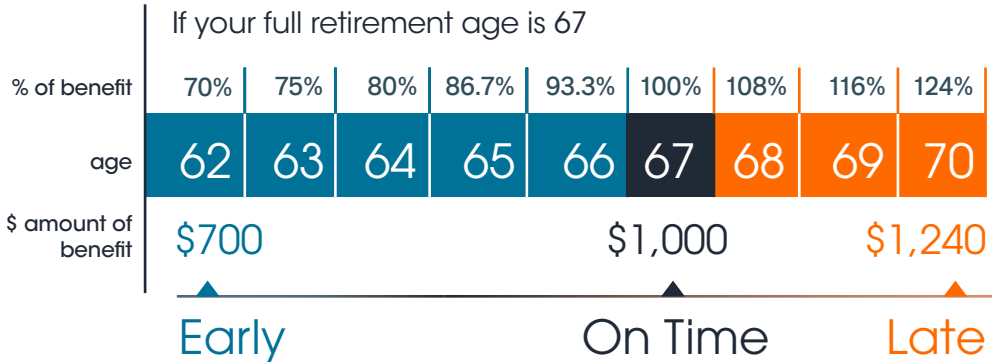 If your full retirement age is 67
% of benefit 70% 75% 80% 86.7% 93.3% 100% 108% 116% 124%
age 62 63 64 65 66 67 68 69 70
$ amount of
benefit
$700 $1,000 $1,240
Early On Time Late